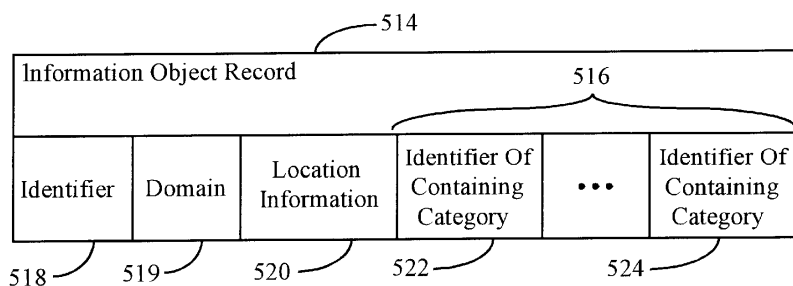 514
Information Object Record
516
Identifier
Domain
Location
Information
Identifier Of
Containing
Category
•••
Identifier Of
Containing
Category
518
519
520
522
524